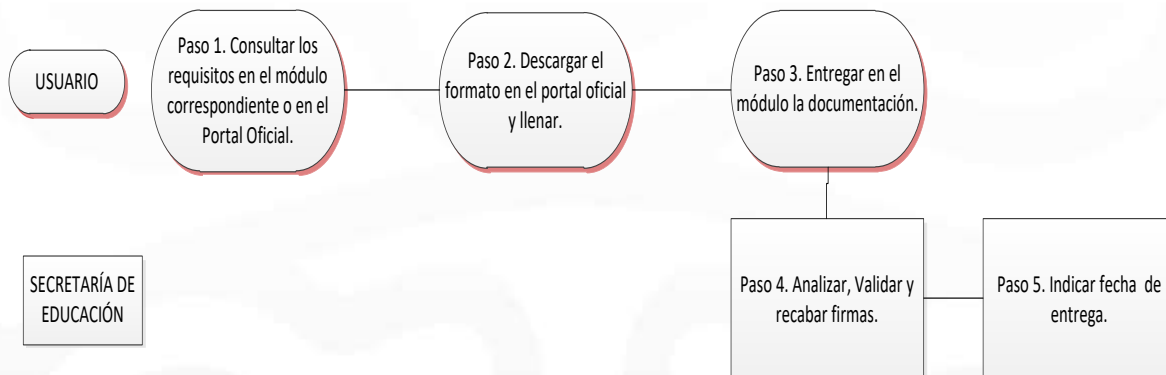 USUARIO
Paso 1. Consultar los
requisitos en el módulo
correspondiente o en el
Portal Oficial.
Paso 2. Descargar el
formato en el portal oficial
y llenar.
Paso 3. Entregar en el
módulo la documentación.
SECRETARÍA DE
EDUCACIÓN
Paso 4. Analizar, Validar y
recabar firmas.
Paso 5. Indicar fecha de
entrega.